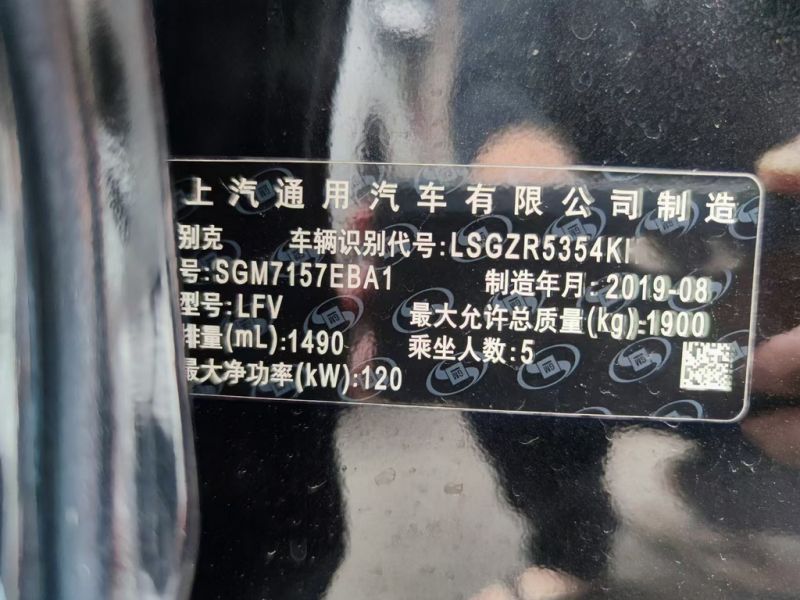 上汽通用汽车有限公司制造
别克 车辆识别代号:LSGZR5354K
号:SGM7157EBA1 制造年月:2019-08
型号:LFV 最大允许总质量(kg):1900
排量(mL):1490 乘坐人数:5
最大净功率(kW):120